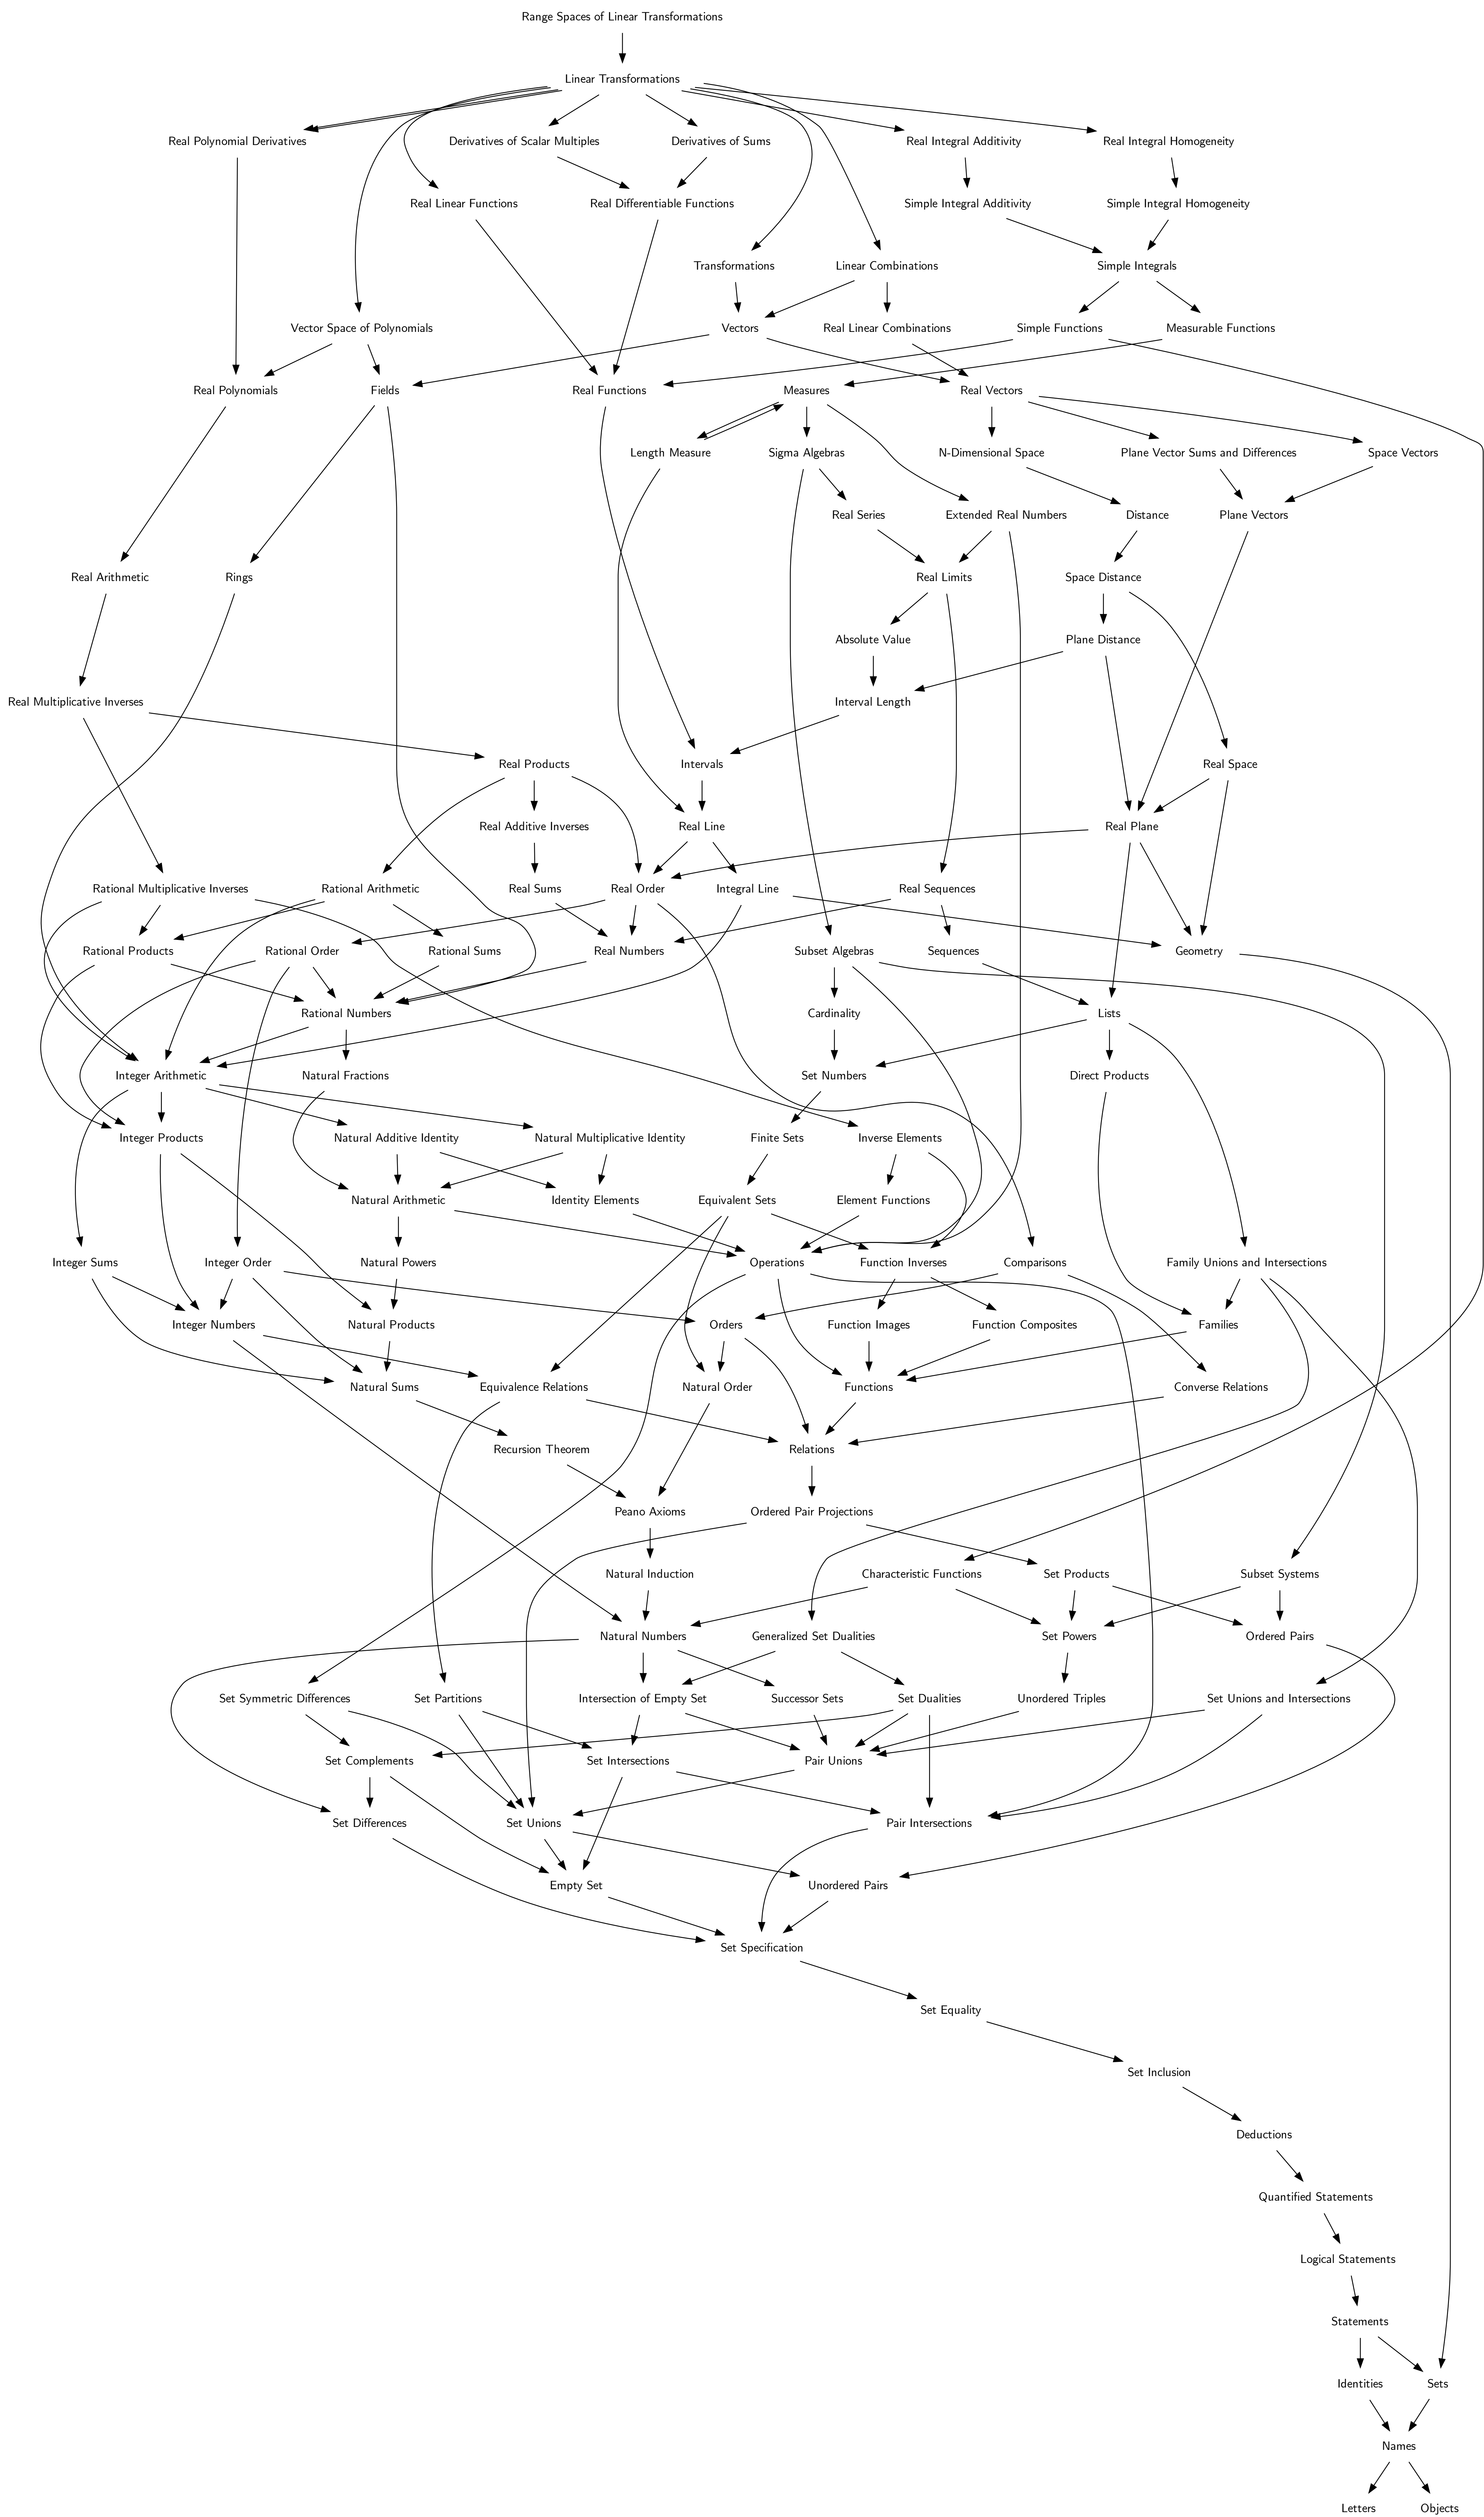 Range Spaces of Linear Transformations
Linear Transformations
Real Polynomial Derivatives
Derivatives of Scalar Multiples
Derivatives of Sums
Real Integral Additivity
Real Integral Homogeneity
Real Linear Functions
Real Differentiable Functions
Simple Integral Additivity
Simple Integral Homogeneity
Transformations
Linear Combinations
Simple Integrals
Vector Space of Polynomials
Vectors
Real Linear Combinations
Simple Functions
Measurable Functions
Real Polynomials
Fields
Real Functions
Measures
Real Vectors
Length Measure
Sigma Algebras
N-Dimensional Space
Plane Vector Sums and Differences
Space Vectors
Real Series
Extended Real Numbers
Distance
Plane Vectors
Real Arithmetic
Rings
Real Limits
Space Distance
Absolute Value
Plane Distance
Real Multiplicative Inverses
Interval Length
Real Products
Intervals
Real Space
Real Additive Inverses
Real Line
Real Plane
Rational Multiplicative Inverses
Rational Arithmetic
Real Sums
Real Order
Integral Line
Real Sequences
Rational Products
Rational Order
Rational Sums
Real Numbers
Subset Algebras
Sequences
Geometry
Rational Numbers
Cardinality
Lists
Integer Arithmetic
Natural Fractions
Set Numbers
Direct Products
Integer Products
Natural Additive Identity
Natural Multiplicative Identity
Finite Sets
Inverse Elements
Natural Arithmetic
Identity Elements
Equivalent Sets
Element Functions
Integer Sums
Integer Order
Natural Powers
Operations
Function Inverses
Comparisons
Family Unions and Intersections
Integer Numbers
Natural Products
Orders
Function Images
Function Composites
Families
Natural Sums
Equivalence Relations
Natural Order
Functions
Converse Relations
Recursion Theorem
Relations
Peano Axioms
Ordered Pair Projections
Natural Induction
Characteristic Functions
Set Products
Subset Systems
Natural Numbers
Generalized Set Dualities
Set Powers
Ordered Pairs
Set Symmetric Differences
Set Partitions
Intersection of Empty Set
Successor Sets
Set Dualities
Unordered Triples
Set Unions and Intersections
Set Complements
Set Intersections
Pair Unions
Set Differences
Set Unions
Pair Intersections
Empty Set
Unordered Pairs
Set Specification
Set Equality
Set Inclusion
Deductions
Quantified Statements
Logical Statements
Statements
Identities
Sets
Names
Letters
Objects